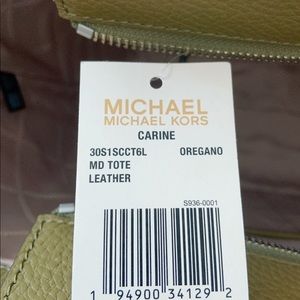 MICHAEL
MICHAEL KORS
CARINE
30S1SCCT6L OREGANO
MD TOTE
LEATHER
S936-0001
1 94900 34129 2